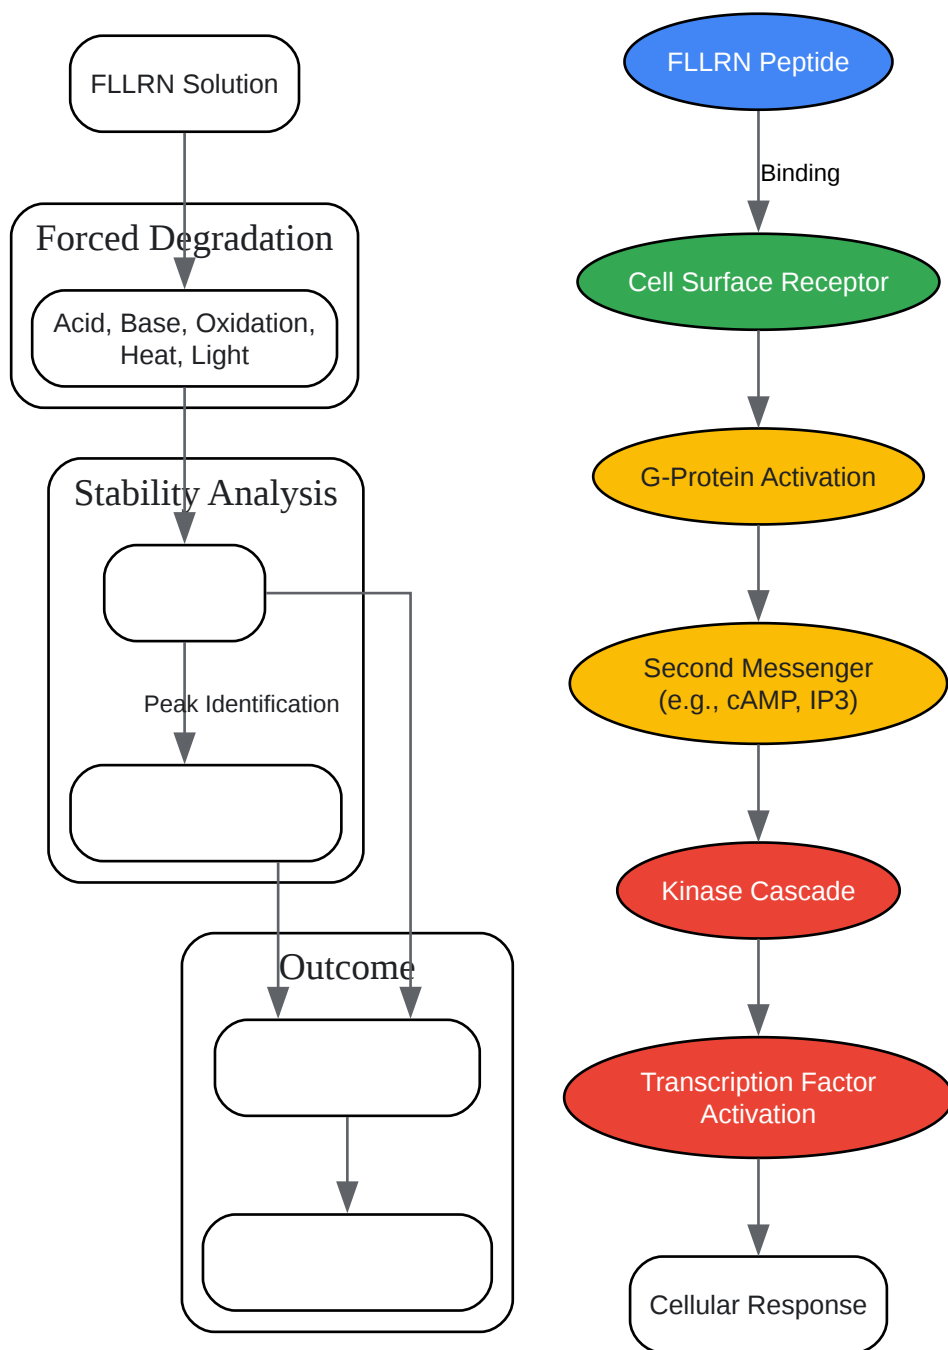 FLLRN Solution
Forced Degradation
Acid, Base, Oxidation,
Heat, Light
Stability Analysis
Peak Identification
Outcome
FLLRN Peptide
Binding
Cell Surface Receptor
G-Protein Activation
Second Messenger
(e.g., cAMP, IP3)
Kinase Cascade
Transcription Factor
Activation
Cellular Response